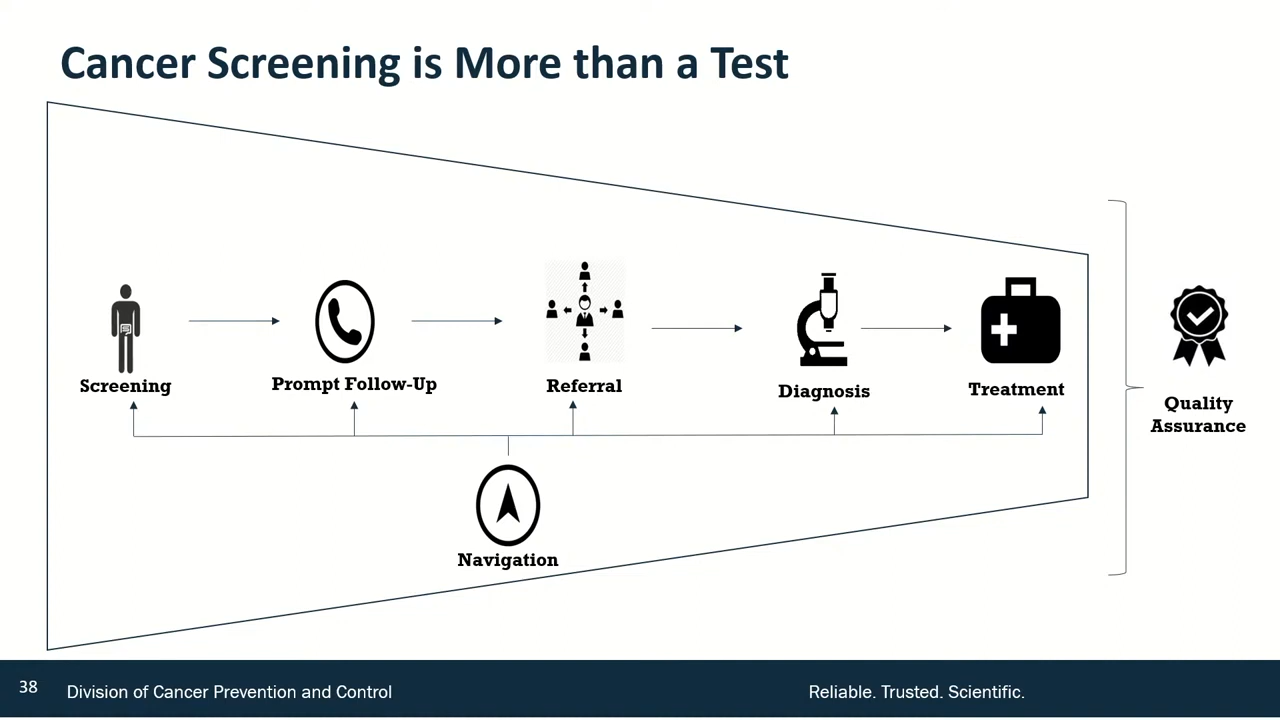 Cancer Screening is More than a Test
Screening
Prompt Follow-Up
Referral
Diagnosis
Treatment
Quality
Assurance
Navigation
38
Division of Cancer Prevention and Control
Reliable. Trusted. Scientific.